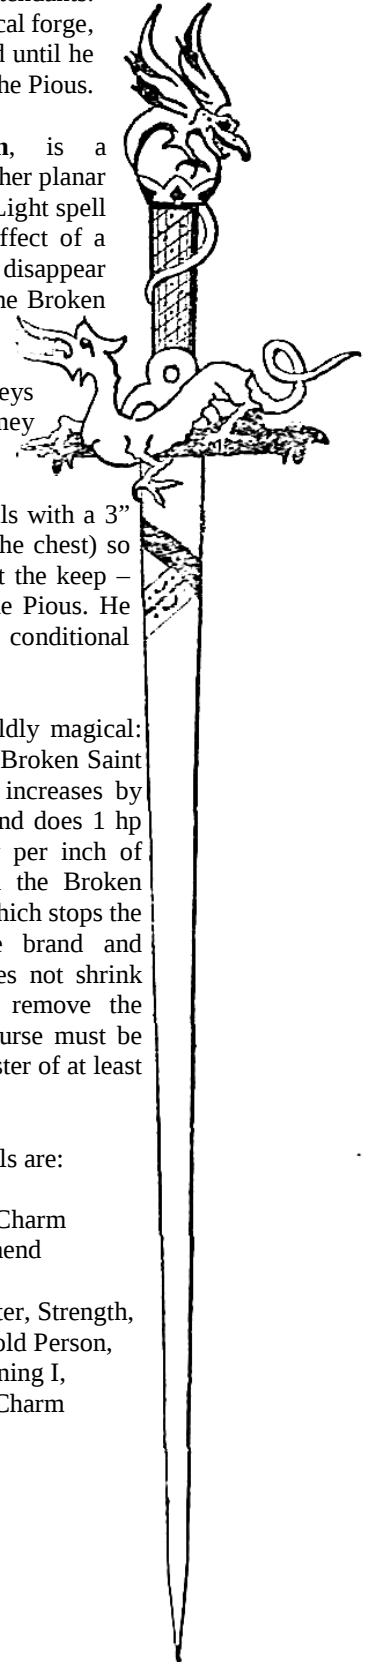 cal forge,
d until he
he Pious.
n, is a
her planar
Light spell
ffect of a
disappear
he Broken
eys
ney
ls with a 3”
he chest) so
t the keep –
e Pious. He
conditional
ldly magical:
Broken Saint
increases by
nd does 1 hp
per inch of
the Broken
hich stops the
brand and
es not shrink
remove the
urse must be
ster of at least
ls are:
Charm
nend
ter, Strength,
old Person,
ning I,
Charm